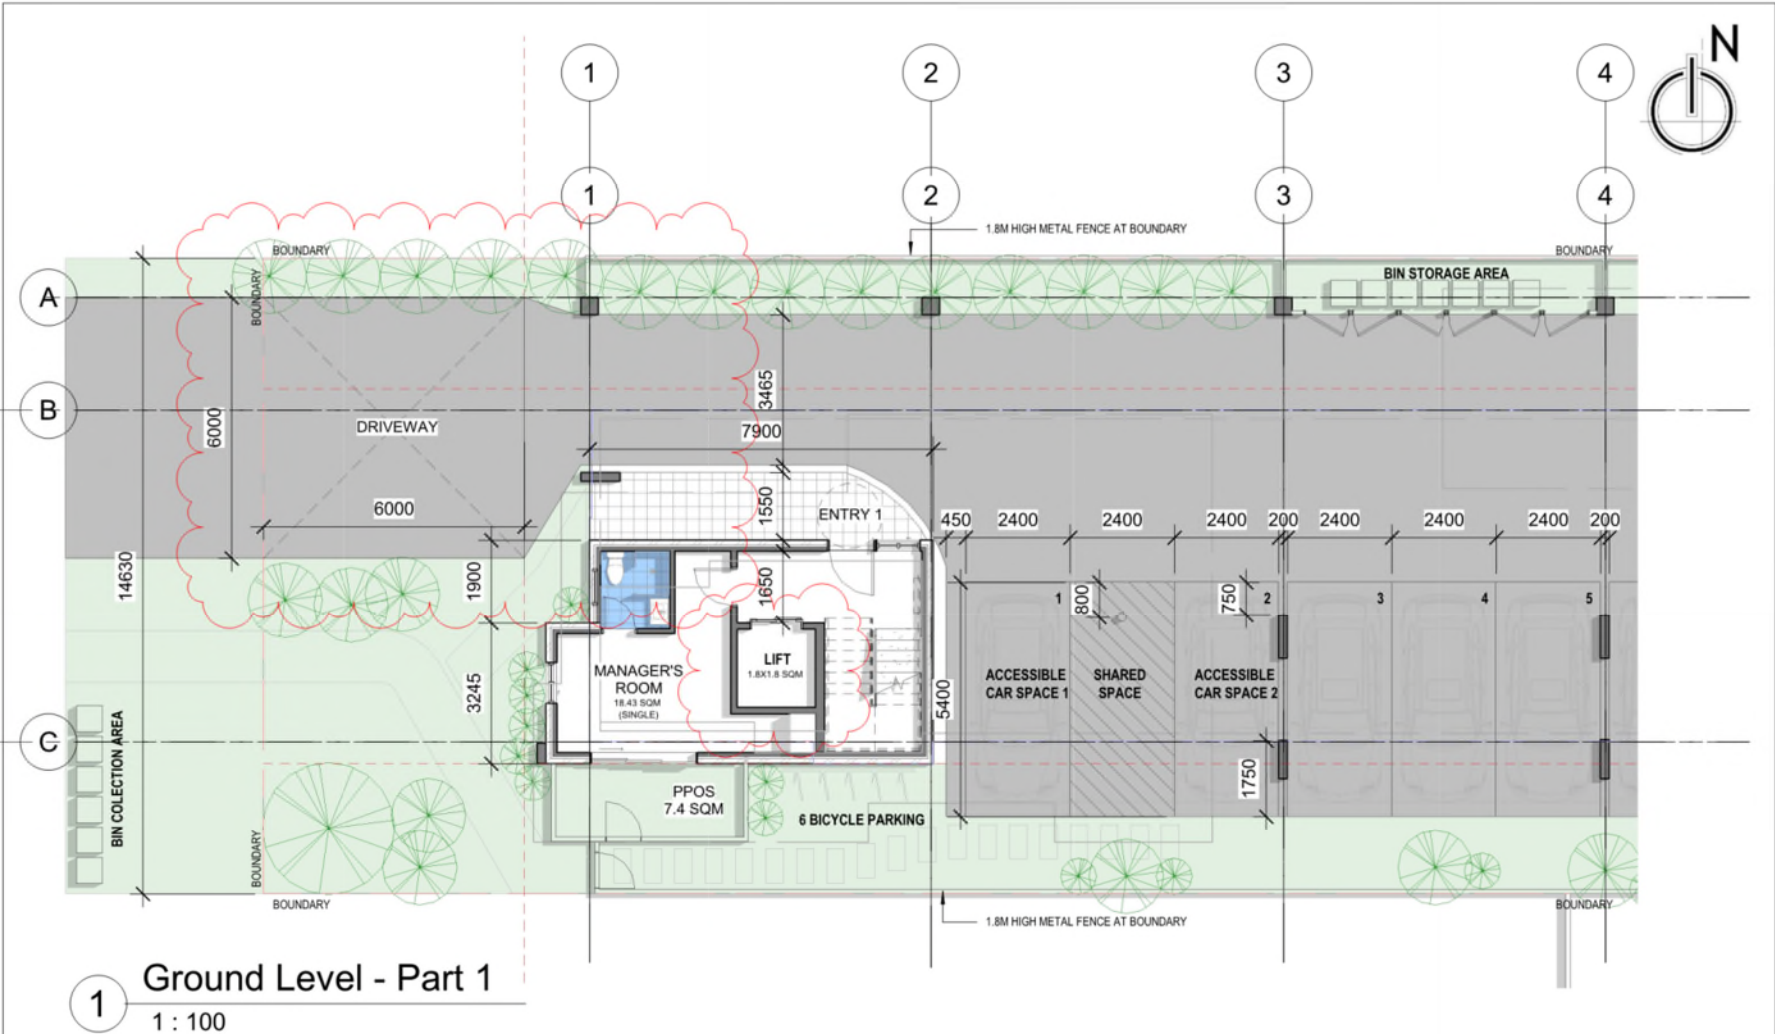 N
1
2
3
4
1
2
3
4
1.8M HIGH METAL FENCE AT BOUNDARY
BOUNDARY
BOUNDARY
BOUNDARY
BIN STORAGE AREA
A
B
C
3465
6000
DRIVEWAY
7900
6000
1550
ENTRY 1
450
2400
2400
2400
200
2400
2400
2400
200
14630
1900
1650
800
750
1
2
3
4
5
MANAGER'S
ROOM
18.43 SQM
(SINGLE)
LIFT
1.8X1.8 SQM
3245
5400
ACCESSIBLE
CAR SPACE 1
SHARED
SPACE
ACCESSIBLE
CAR SPACE 2
1750
BIN COLECTION AREA
PPOS
7.4 SQM
6 BICYCLE PARKING
BOUNDARY
BOUNDARY
BOUNDARY
1.8M HIGH METAL FENCE AT BOUNDARY
1
Ground Level - Part 1
1 : 100